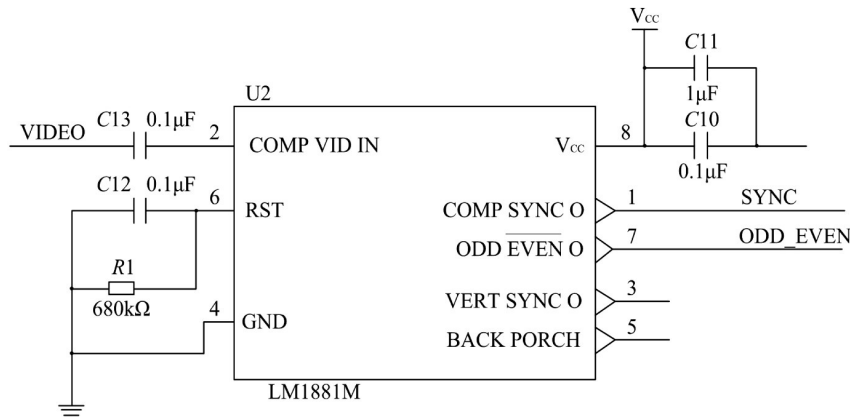 VCC
C11
1μF
U2
C13 0.1μF
C10
VIDEO
2
COMP VID IN
VCC
8
0.1μF
C12 0.1μF
6
RST
COMP SYNC O
1
SYNC
ODD EVEN O
7
ODD_EVEN
R1
680kΩ
VERT SYNC O
3
4
GND
BACK PORCH
5
LM1881M